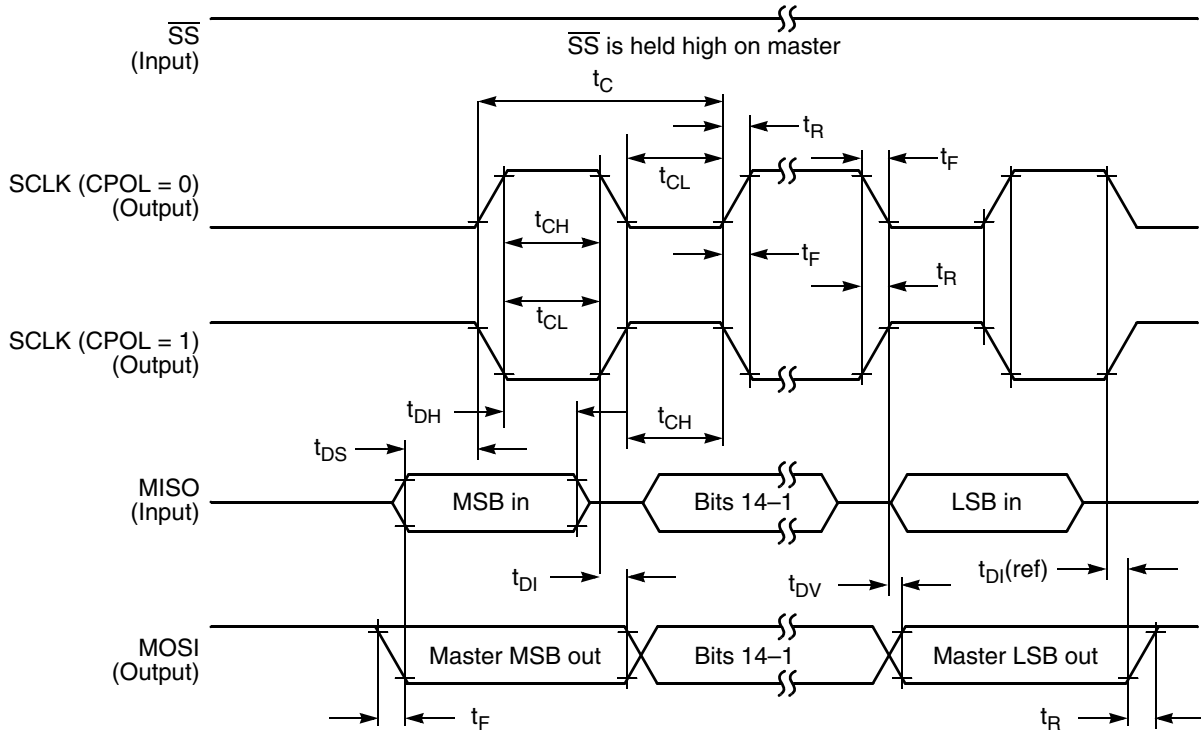 SS
(Input)
SS is held high on master
tC
tR
tF
SCLK (CPOL = 0)
(Output)
tCL
tCH
tF
tR
tCL
SCLK (CPOL = 1)
(Output)
tDH
tCH
tDS
MISO
(Input)
MSB in
Bits 14–1
LSB in
tDI
tDV
tDI(ref)
MOSI
(Output)
Master MSB out
Bits 14–1
Master LSB out
tF
tR